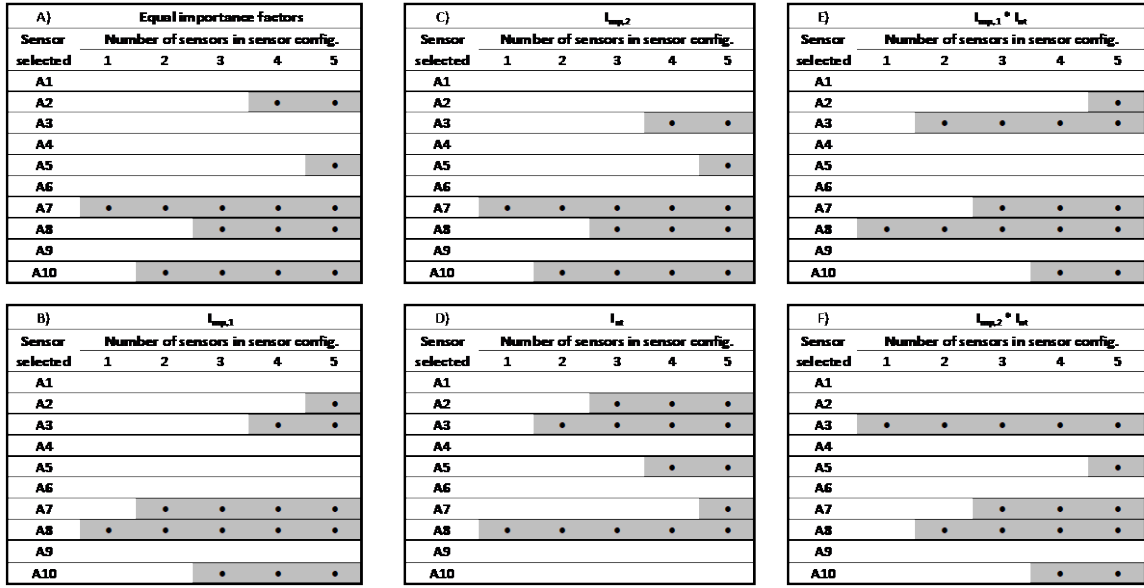 A) Equal importance factors
Sensor Number of sensors in sensor config.
selected 1 2 3 4 5
A1
A2 • •
A3
A4
A5 •
A6
A7 • • • • •
A8 • • •
A9
A10 • • • •
B)
Sensor Number of sensors in sensor config.
selected 1 2 3 4 5
A1
A2 •
A3 • •
A4
A5
A6
A7 • • • •
A8 • • • • •
A9
A10 • • •
C)
Sensor Number of sensors in sensor config.
selected 1 2 3 4 5
A1
A2
A3 • •
A4
A5 •
A6
A7 • • • • •
A8 • • •
A9
A10 • • • •
D)
Sensor Number of sensors in sensor config.
selected 1 2 3 4 5
A1
A2 • • •
A3 • • • •
A4
A5 • •
A6
A7 •
A8 • • • • •
A9
A10
E)
Sensor Number of sensors in sensor config.
selected 1 2 3 4 5
A1
A2 •
A3 • • • •
A4
A5
A6
A7 • • •
A8 • • • • •
A9
A10 • •
F)
Sensor Number of sensors in sensor config.
selected 1 2 3 4 5
A1
A2
A3 • • • • •
A4
A5 •
A6
A7 • • •
A8 • • • •
A9
A10 • •